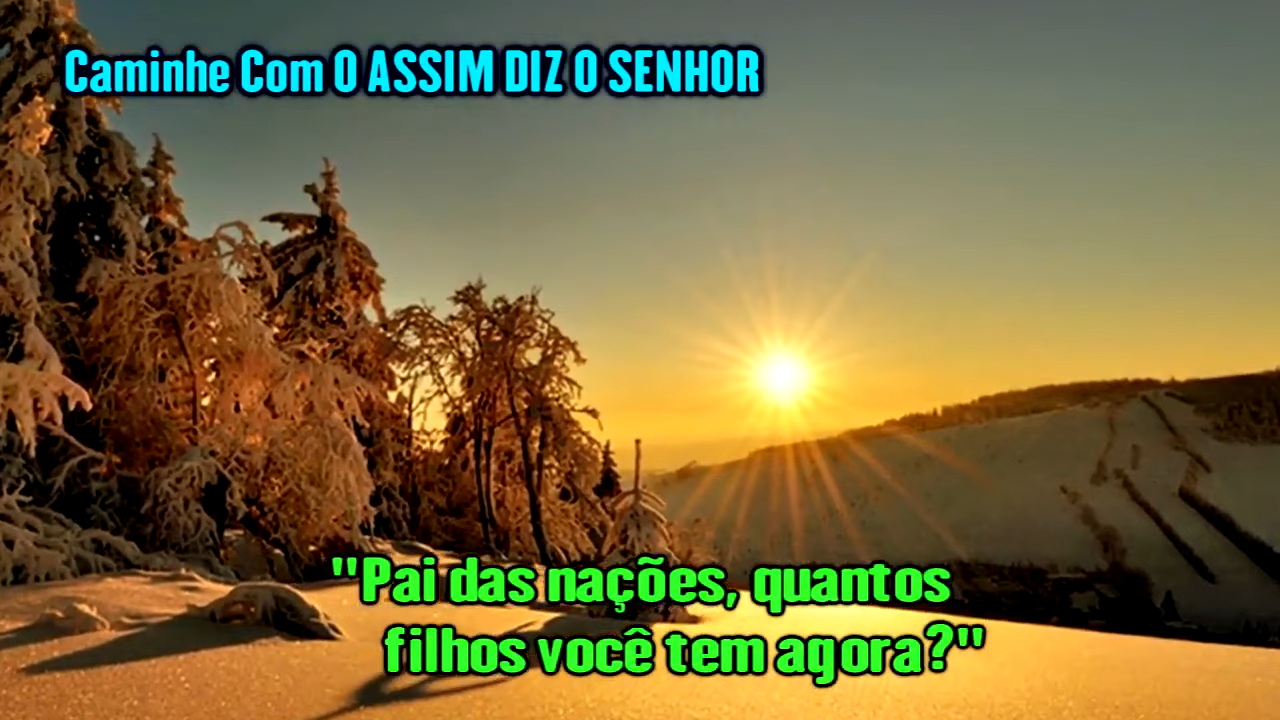 Caminhe Com O ASSIM DIZ O SENHOR
"Pai das nações, quantos
filhos você tem agora?"